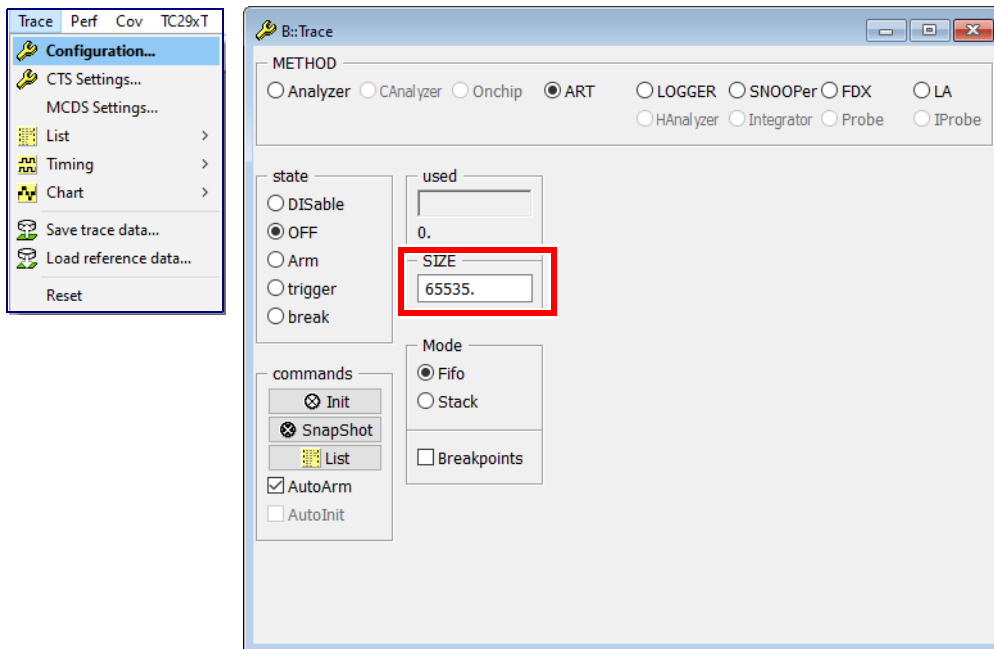 Trace Perf Cov TC29xT
Configuration...
CTS Settings...
MCDS Settings...
List
Timing
Chart
Save trace data...
Load reference data...
Reset
B::Trace
METHOD
Analyzer CAnalyzer Onchip ART LOGGER SNOOPer FDX LA
HAnalyzer Integrator Probe IProbe
state
DISable
OFF
Arm
trigger
break
used
0.
SIZE
65535.
Mode
Fifo
Stack
Breakpoints
commands
Init
SnapShot
List
AutoArm
AutoInit